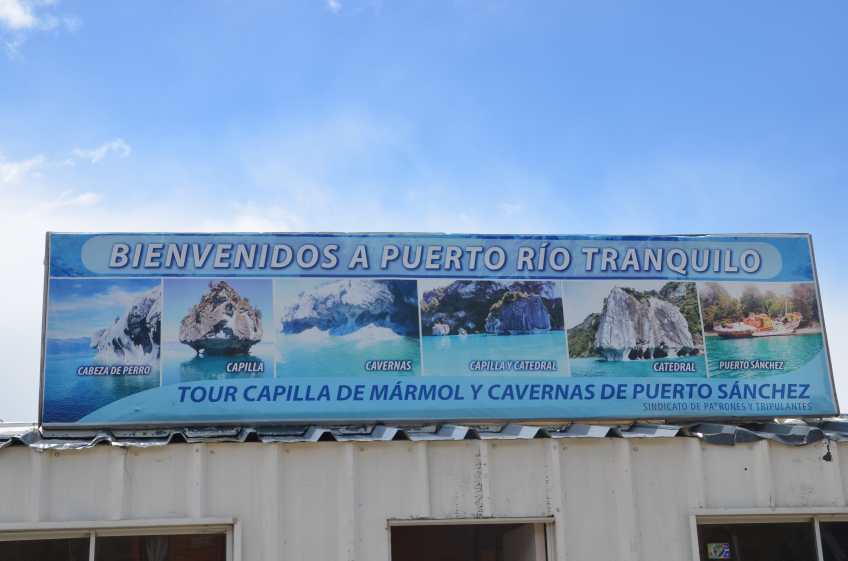 BIENVENIDOS A PUERTO RÍO TRANQUILO
CABEZA DE PERRO
CAPILLA
CAVERNAS
CAPILLA Y CATEDRAL
CATEDRAL
PUERTO SÁNCHEZ
TOUR CAPILLA DE MÁRMOL Y CAVERNAS DE PUERTO SÁNCHEZ
SINDICATO DE PATRONES Y TRIPULANTES